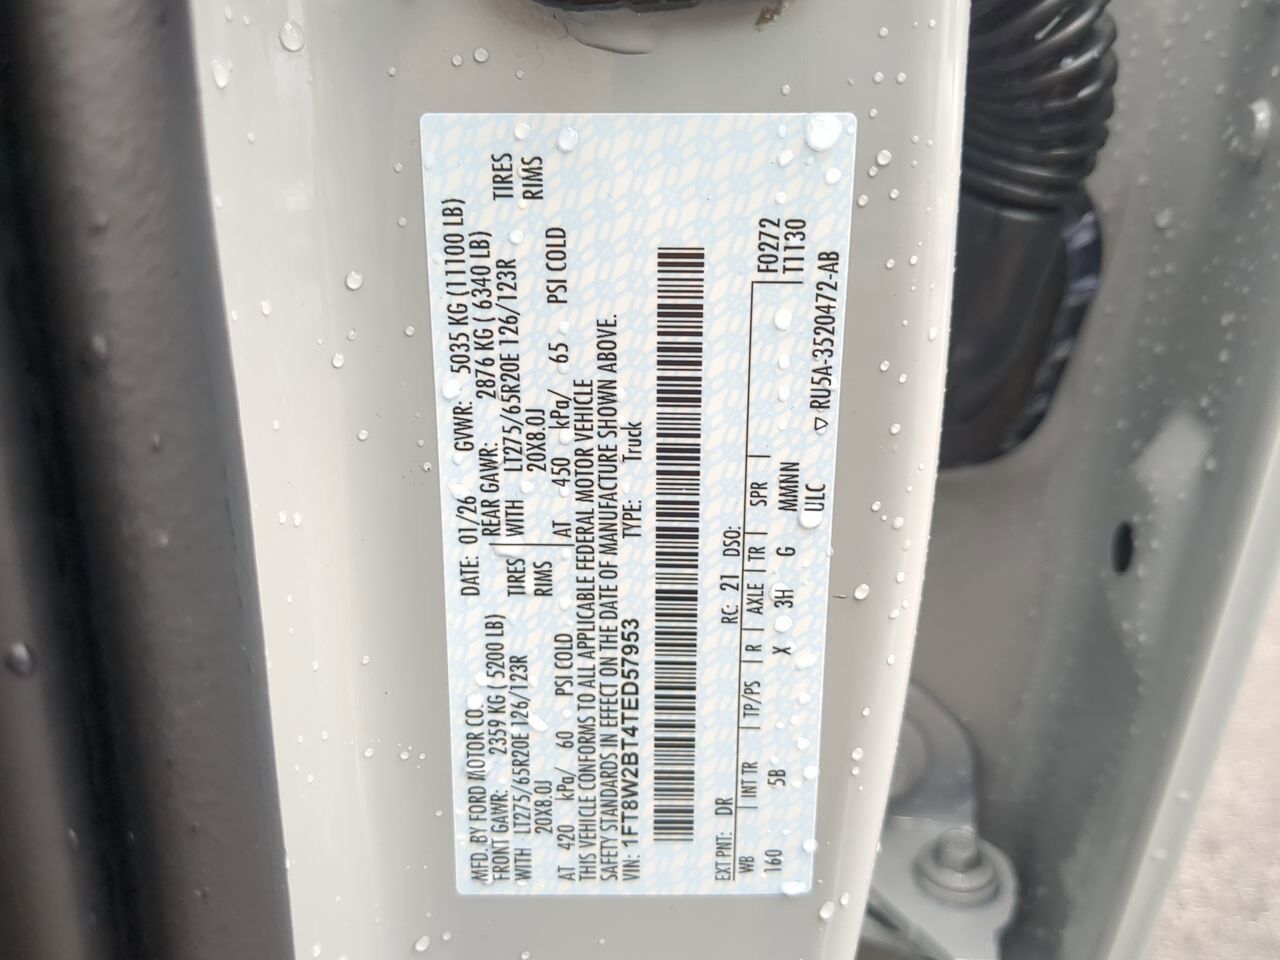 MFD. BY FORD MOTOR CO. DATE: 01/26 GVWR: 5035 KG (11100 LB)
FRONT GAWR: 2359 KG ( 5200 LB) REAR GAWR: 2876 KG ( 6340 LB)
WITH LT275/65R20E 126/123R TIRES WITH LT275/65R20E 126/123R TIRES
20X8.0J RIMS 20X8.0J RIMS
AT 420 kPa/ 60 PSI COLD AT 450 kPa/ 65 PSI COLD
THIS VEHICLE CONFORMS TO ALL APPLICABLE FEDERAL MOTOR VEHICLE
SAFETY STANDARDS IN EFFECT ON THE DATE OF MANUFACTURE SHOWN ABOVE.
VIN: 1FT8W2BT4TED57953 TYPE: Truck
EXT PNT: DR RC: 21 DSO: F0272
WB INT TR TP/PS R AXLE TR SPR T1130
160 5B X 3H G MMNN
ULC ▽ RU5A-3520472-AB